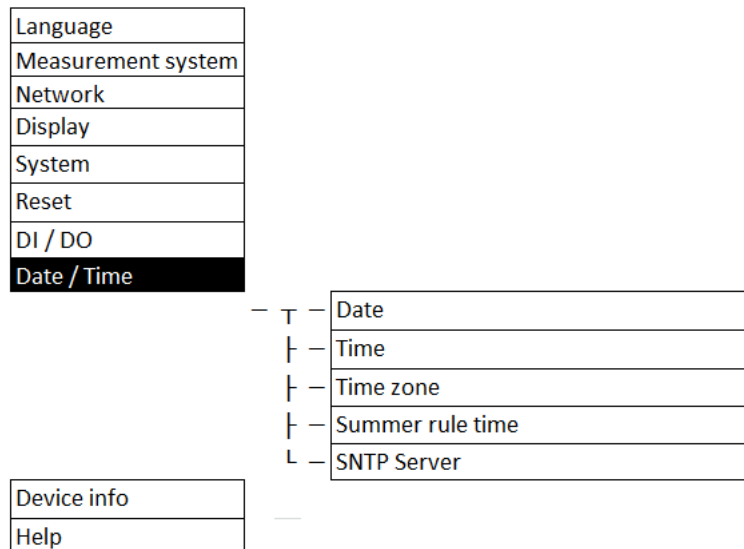 Language
Measurement system
Network
Display
System
Reset
DI / DO
Date / Time
Date
Time
Time zone
Summer rule time
SNTP Server
Device info
Help